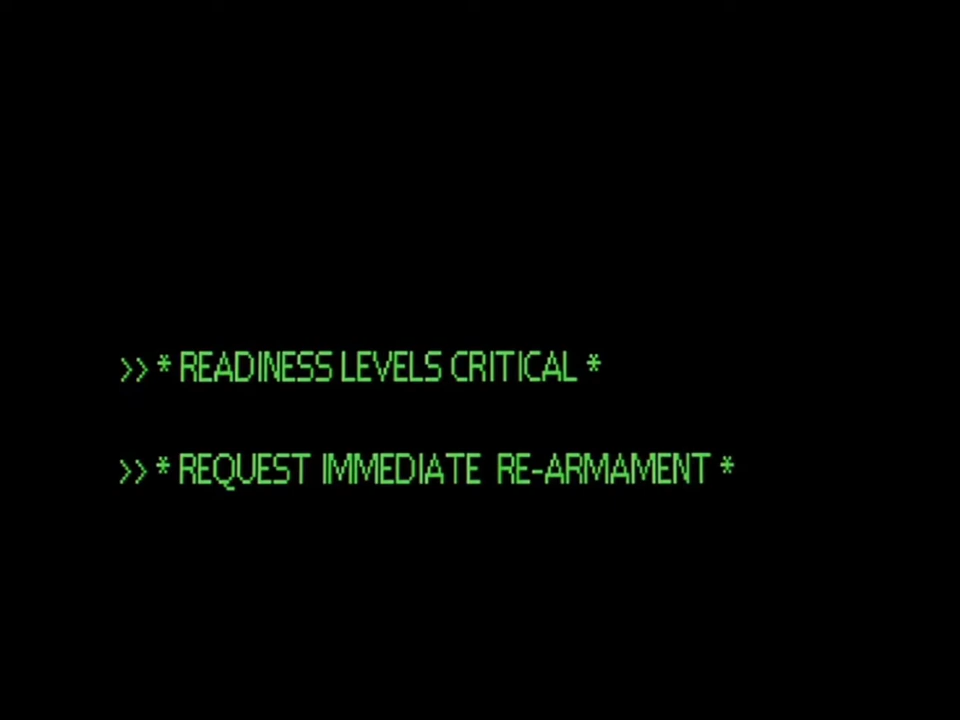 >> * READINESS LEVELS CRITICAL *
>> * REQUEST IMMEDIATE RE-ARMAMENT *